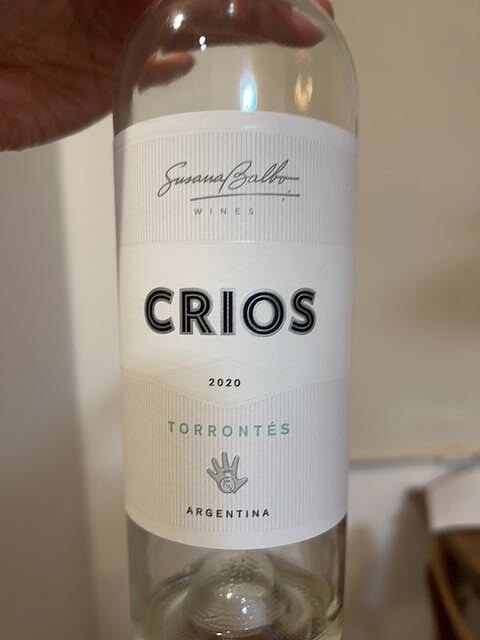 Susana Balbo
WINES
CRIOS
2020
TORRONTÉS
ARGENTINA